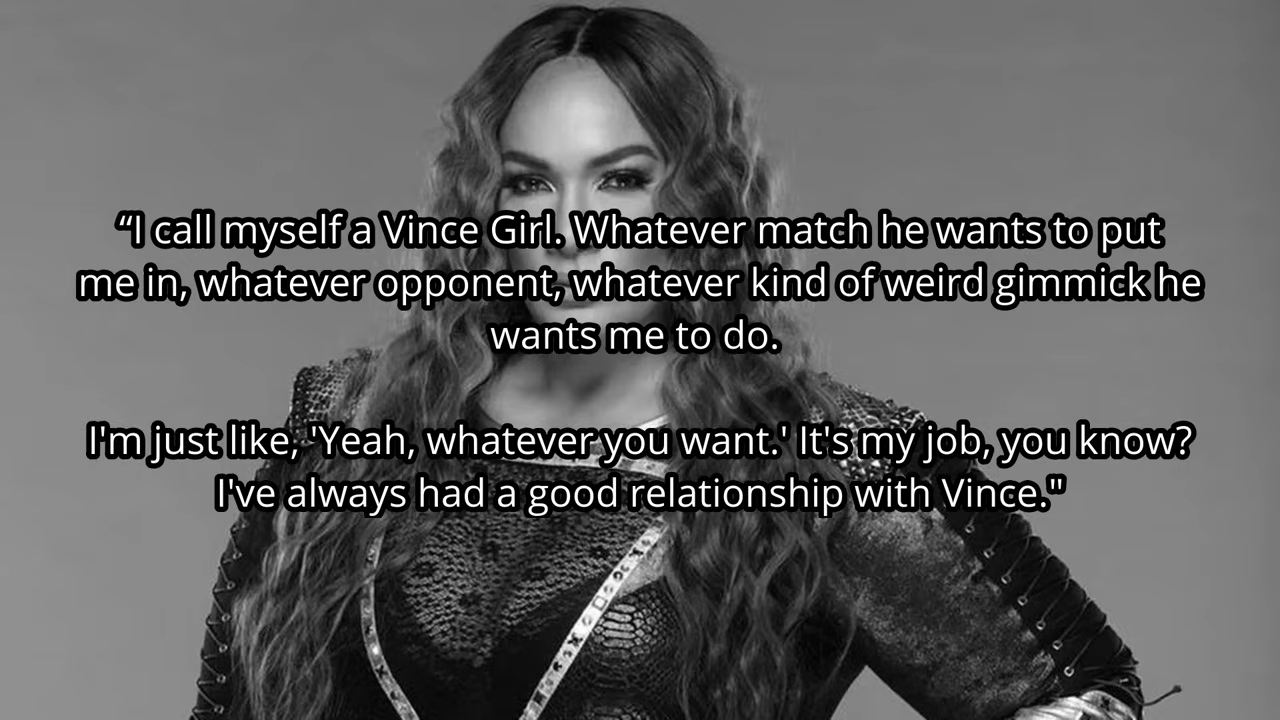 “I call myself a Vince Girl. Whatever match he wants to put
me in, whatever opponent, whatever kind of weird gimmick he
wants me to do.
I'm just like, 'Yeah, whatever you want.' It's my job, you know?
I've always had a good relationship with Vince."